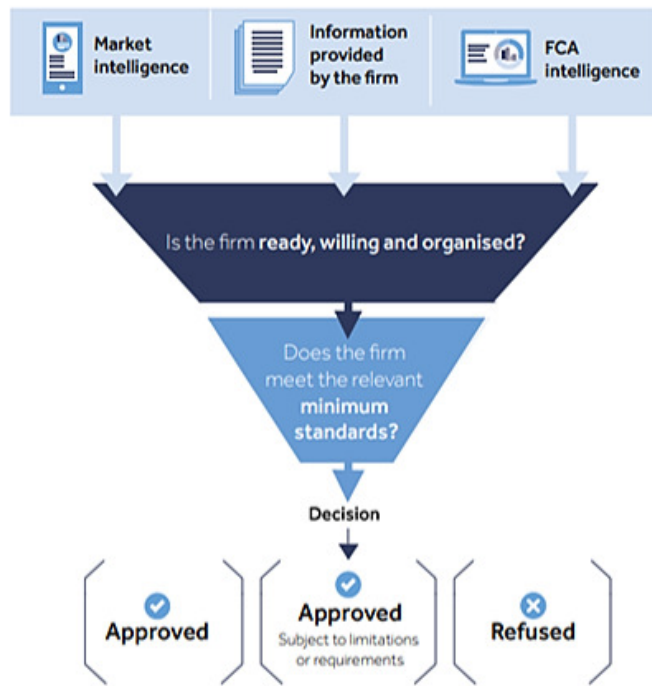 Market
intelligence
Information
provided
by the firm
FCA
intelligence
Is the firm ready, willing and organised?
Does the firm
meet the relevant
minimum
standards?
Decision
Approved
Approved
Subject to limitations
or requirements
Refused